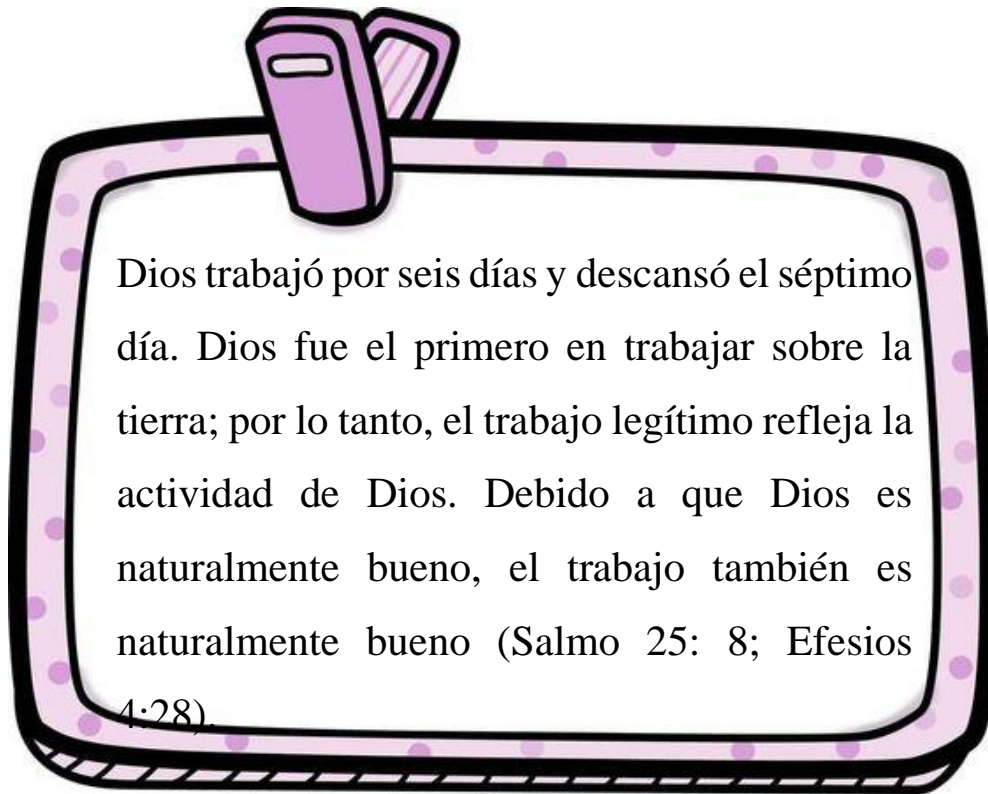 Dios trabajó por seis días y descansó el séptimo
día. Dios fue el primero en trabajar sobre la
tierra; por lo tanto, el trabajo legítimo refleja la
actividad de Dios. Debido a que Dios es
naturalmente bueno, el trabajo también es
naturalmente bueno (Salmo 25: 8; Efesios
4:28).